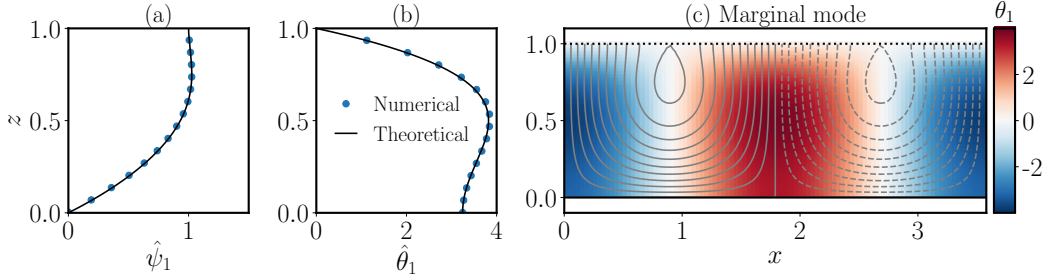 (a)
1.0
0.5
0.0
z
0
1
ψ̂₁
(b)
1.0
0.5
0.0
Numerical
Theoretical
0
2
4
θ̂₁
(c) Marginal mode
1.0
0.5
0.0
0
1
2
3
x
θ₁
2
0
-2